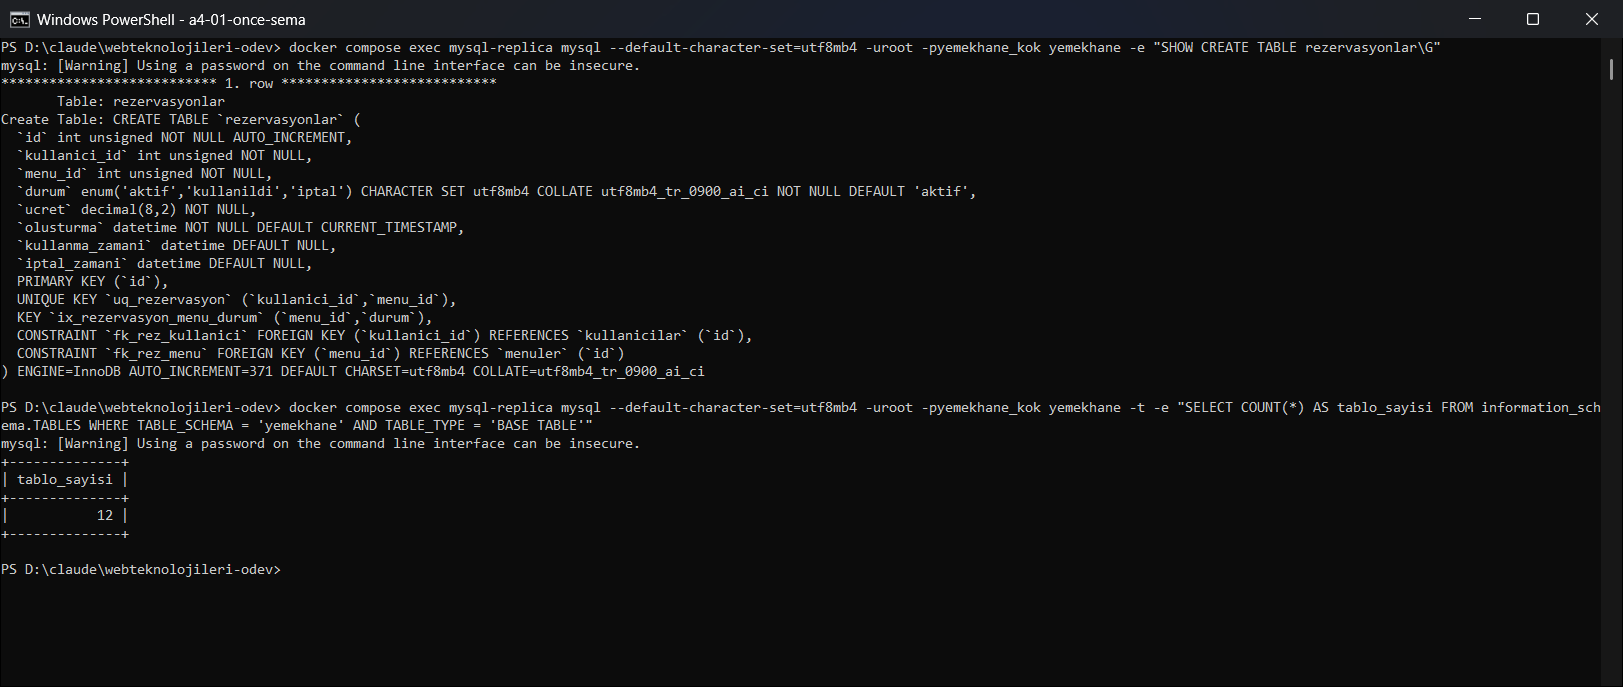 Windows PowerShell - a4-01-once-sema
PS D:\claude\webteknolojileri-odev> docker compose exec mysql-replica mysql --default-character-set=utf8mb4 -uroot -pyemekhane_kok yemekhane -e "SHOW CREATE TABLE rezervasyonlar\G"
mysql: [Warning] Using a password on the command line interface can be insecure.
*************************** 1. row ***************************
       Table: rezervasyonlar
Create Table: CREATE TABLE `rezervasyonlar` (
  `id` int unsigned NOT NULL AUTO_INCREMENT,
  `kullanici_id` int unsigned NOT NULL,
  `menu_id` int unsigned NOT NULL,
  `durum` enum('aktif','kullanildi','iptal') CHARACTER SET utf8mb4 COLLATE utf8mb4_tr_0900_ai_ci NOT NULL DEFAULT 'aktif',
  `ucret` decimal(8,2) NOT NULL,
  `olusturma` datetime NOT NULL DEFAULT CURRENT_TIMESTAMP,
  `kullanma_zamani` datetime DEFAULT NULL,
  `iptal_zamani` datetime DEFAULT NULL,
  PRIMARY KEY (`id`),
  UNIQUE KEY `uq_rezervasyon` (`kullanici_id`,`menu_id`),
  KEY `ix_rezervasyon_menu_durum` (`menu_id`,`durum`),
  CONSTRAINT `fk_rez_kullanici` FOREIGN KEY (`kullanici_id`) REFERENCES `kullanicilar` (`id`),
  CONSTRAINT `fk_rez_menu` FOREIGN KEY (`menu_id`) REFERENCES `menuler` (`id`)
) ENGINE=InnoDB AUTO_INCREMENT=371 DEFAULT CHARSET=utf8mb4 COLLATE=utf8mb4_tr_0900_ai_ci
PS D:\claude\webteknolojileri-odev> docker compose exec mysql-replica mysql --default-character-set=utf8mb4 -uroot -pyemekhane_kok yemekhane -t -e "SELECT COUNT(*) AS tablo_sayisi FROM information_sch
ema.TABLES WHERE TABLE_SCHEMA = 'yemekhane' AND TABLE_TYPE = 'BASE TABLE'"
mysql: [Warning] Using a password on the command line interface can be insecure.
+--------------+
| tablo_sayisi |
+--------------+
|           12 |
+--------------+
PS D:\claude\webteknolojileri-odev>